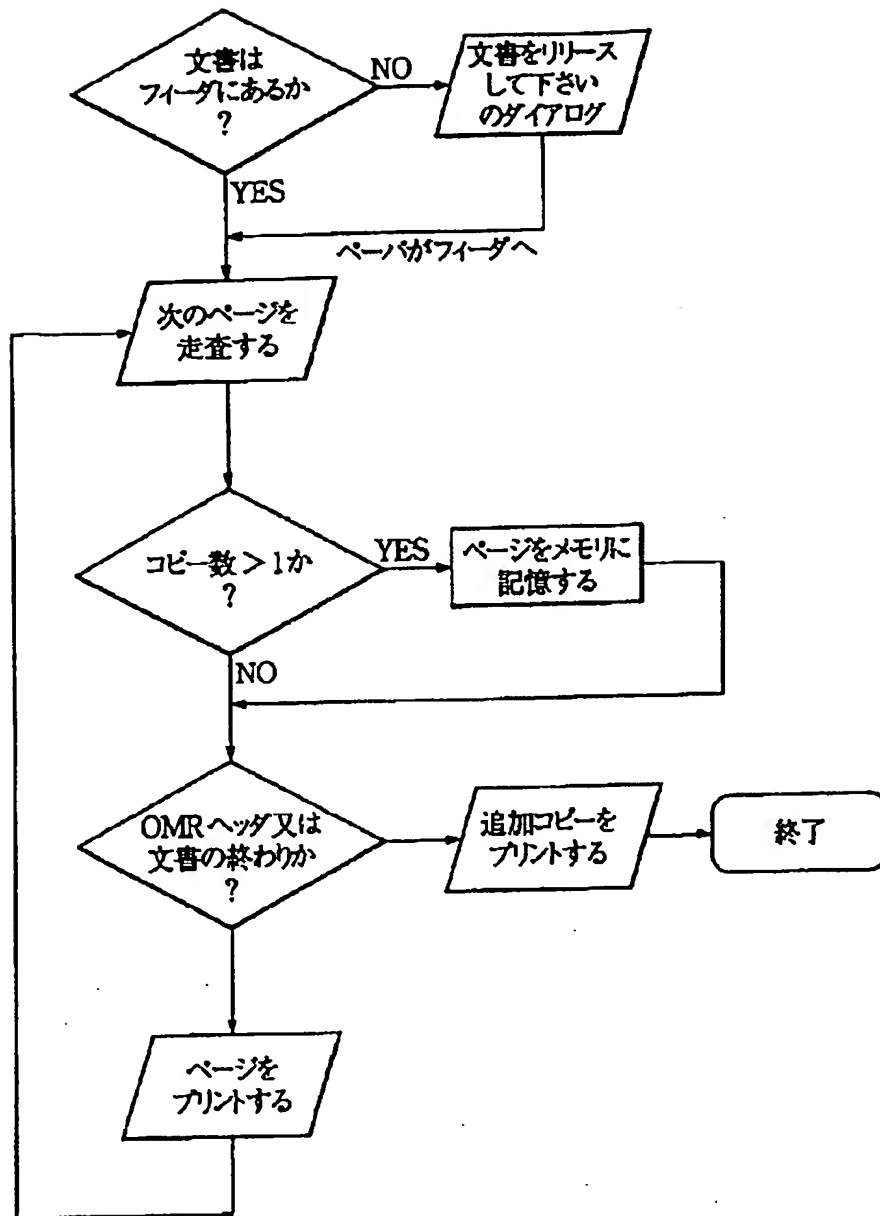 文書は
フィーダにあるか
?
NO
文書をリリース
して下さい
のダイアログ
YES
ペーパがフィーダへ
次のページを
走査する
コピー数>1か
?
YES
ページをメモリに
記憶する
NO
OMRヘッダ又は
文書の終わりか
?
追加コピーを
プリントする
終了
ページを
プリントする